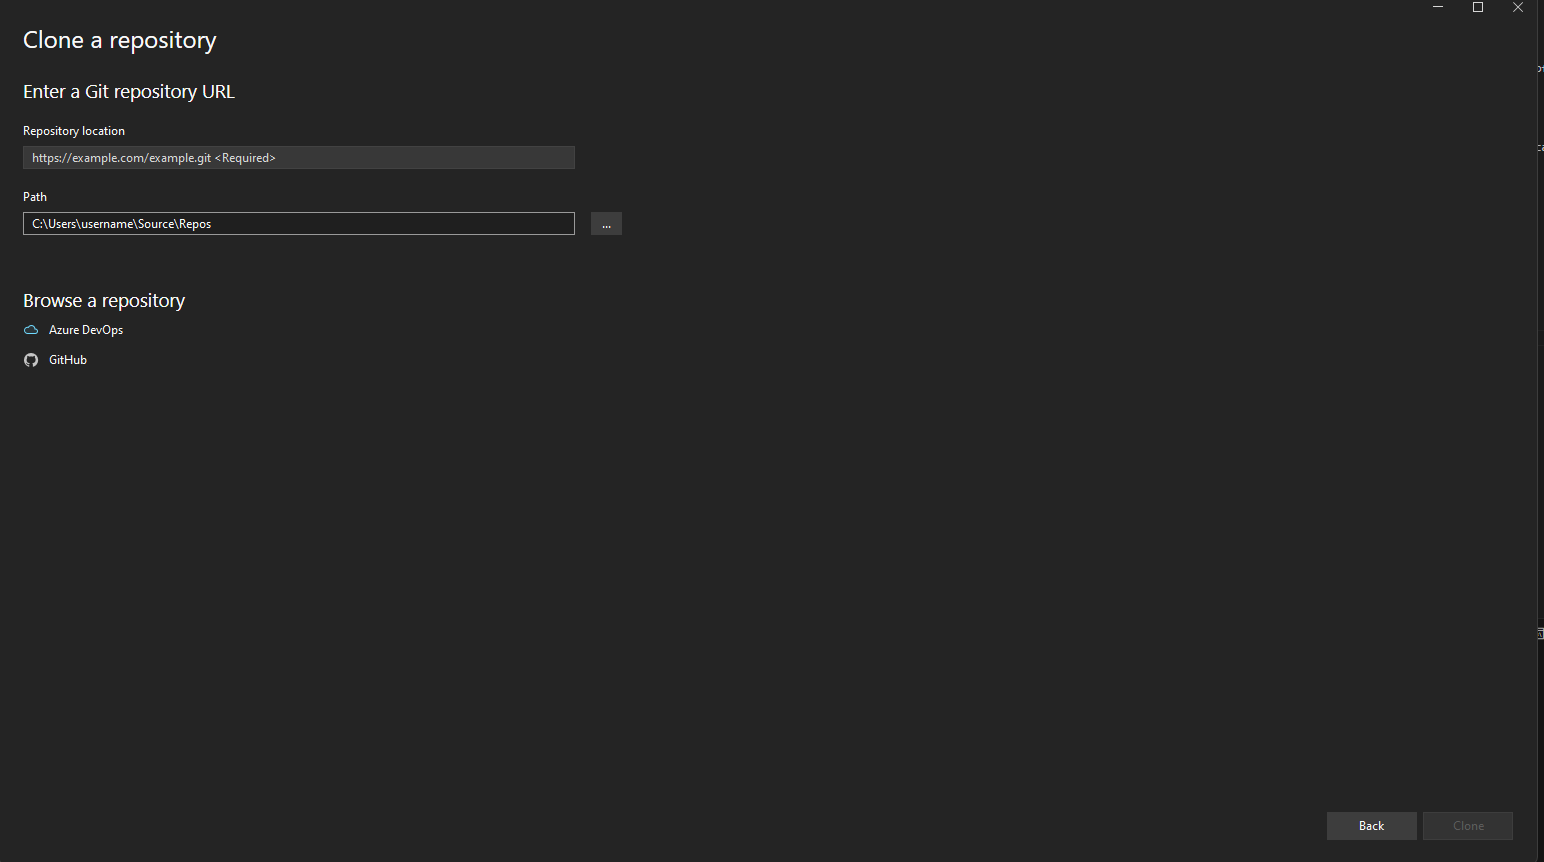 Clone a repository
Enter a Git repository URL
Repository location
https://example.com/example.git <Required>
Path
C:\Users\username\Source\Repos
...
Browse a repository
Azure DevOps
GitHub
Back
Clone